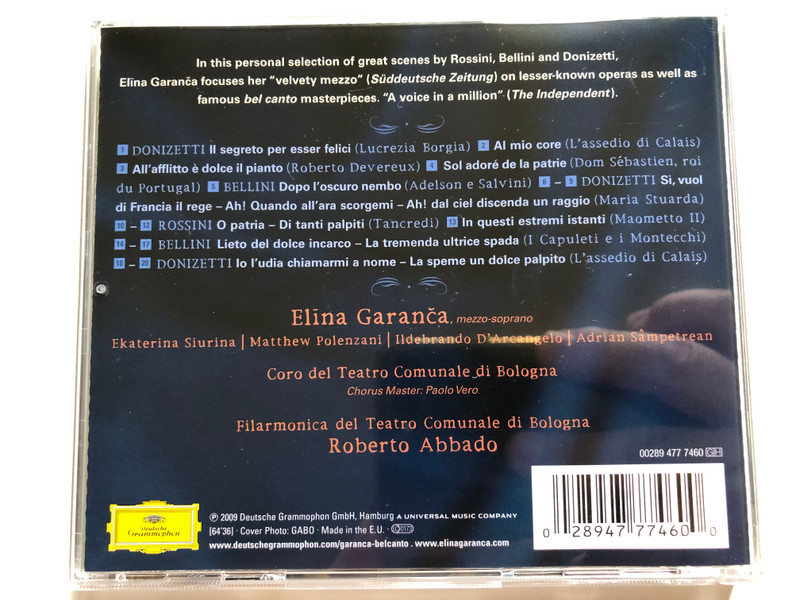 In this personal selection of great scenes by Rossini, Bellini and Donizetti,
Elīna Garanča focuses her “velvety mezzo” (Süddeutsche Zeitung) on lesser-known operas as well as
famous bel canto masterpieces. “A voice in a million” (The Independent).
1 DONIZETTI Il segreto per esser felici (Lucrezia Borgia) 2 Al mio core (L'assedio di Calais)
3 All'afflitto è dolce il pianto (Roberto Devereux) 4 Sol adoré de la patrie (Dom Sébastien, roi
du Portugal) 5 BELLINI Dopo l'oscuro nembo (Adelson e Salvini) 6 – 9 DONIZETTI Sì, vuol
di Francia il rege – Ah! Quando all'ara scorgemi – Ah! dal ciel discenda un raggio (Maria Stuarda)
10 – 12 ROSSINI O patria – Di tanti palpiti (Tancredi) 13 In questi estremi istanti (Maometto II)
14 – 17 BELLINI Lieto del dolce incarco – La tremenda ultrice spada (I Capuleti e i Montecchi)
18 – 20 DONIZETTI Io l'udia chiamarmi a nome – La speme un dolce palpito (L'assedio di Calais)
Elīna Garanča, mezzo-soprano
Ekaterina Siurina | Matthew Polenzani | Ildebrando D'Arcangelo | Adrian Sâmpetrean
Coro del Teatro Comunale di Bologna
Chorus Master: Paolo Vero
Filarmonica del Teatro Comunale di Bologna
Roberto Abbado
00289 477 7460 GH
Deutsche
Grammophon
℗ 2009 Deutsche Grammophon GmbH, Hamburg A UNIVERSAL MUSIC COMPANY
[64'36] · Cover Photo: GABO · Made in the E.U. ·
www.deutschegrammophon.com/garanca-belcanto . www.elinagaranca.com
0 28947 77460 0